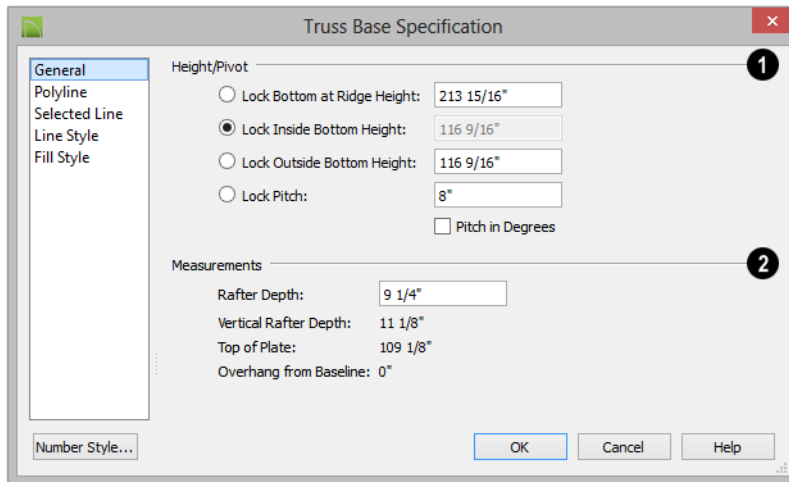 Truss Base Specification
General
Polyline
Selected Line
Line Style
Fill Style
Height/Pivot
1
Lock Bottom at Ridge Height: 213 15/16"
Lock Inside Bottom Height: 116 9/16"
Lock Outside Bottom Height: 116 9/16"
Lock Pitch: 8"
Pitch in Degrees
Measurements
2
Rafter Depth: 9 1/4"
Vertical Rafter Depth: 11 1/8"
Top of Plate: 109 1/8"
Overhang from Baseline: 0"
Number Style...
OK
Cancel
Help